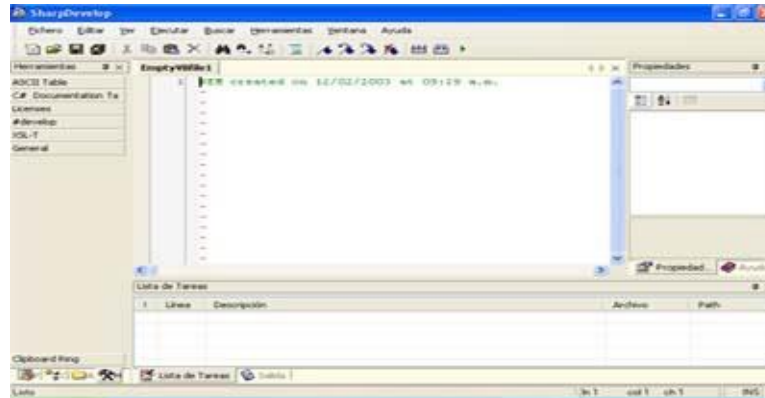 SharpDevelop
Fichero Editar Ver Ejecutar Buscar Herramientas Ventana Ayuda
Herramientas
ASCII Table
C# Documentation Ta
Licenses
#develop
XSL-T
General
Clipboard Ring
EmptyVBFile1
1 REM created on 12/02/2003 at 09:29 a.m.
Propiedades
Propiedad...
Ayuda
Lista de Tareas
! Línea Descripción Archivo Path
Lista de Tareas Salida
Listo ln 1 col 1 ch 1 INS